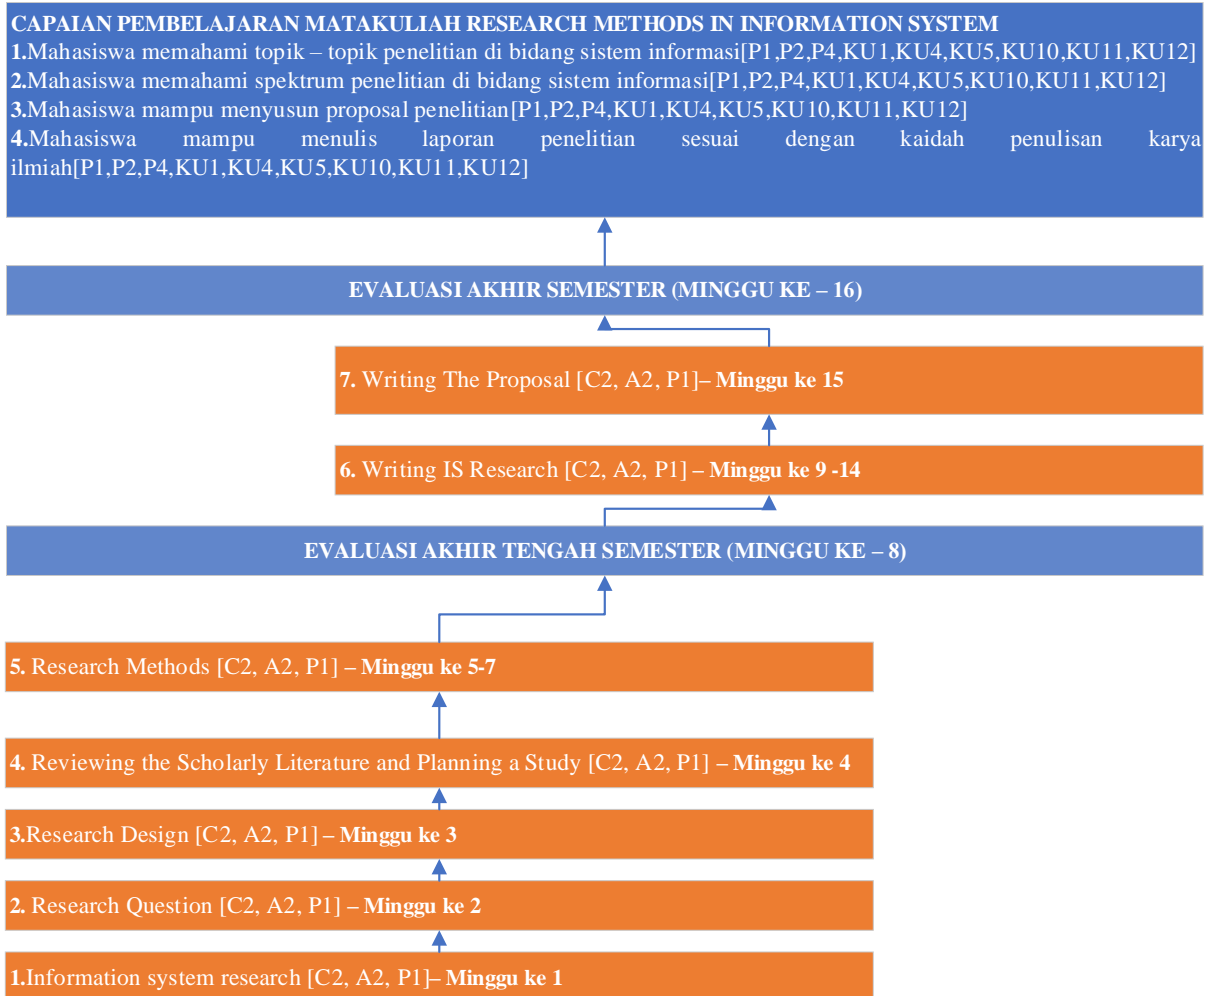 CAPAIAN PEMBELAJARAN MATAKULIAH RESEARCH METHODS IN INFORMATION SYSTEM
1.Mahasiswa memahami topik – topik penelitian di bidang sistem informasi[P1,P2,P4,KU1,KU4,KU5,KU10,KU11,KU12]
2.Mahasiswa memahami spektrum penelitian di bidang sistem informasi[P1,P2,P4,KU1,KU4,KU5,KU10,KU11,KU12]
3.Mahasiswa mampu menyusun proposal penelitian[P1,P2,P4,KU1,KU4,KU5,KU10,KU11,KU12]
4.Mahasiswa mampu menulis laporan penelitian sesuai dengan kaidah penulisan karya
ilmiah[P1,P2,P4,KU1,KU4,KU5,KU10,KU11,KU12]
EVALUASI AKHIR SEMESTER (MINGGU KE – 16)
7. Writing The Proposal [C2, A2, P1]– Minggu ke 15
6. Writing IS Research [C2, A2, P1] – Minggu ke 9 -14
EVALUASI AKHIR TENGAH SEMESTER (MINGGU KE – 8)
5. Research Methods [C2, A2, P1] – Minggu ke 5-7
4. Reviewing the Scholarly Literature and Planning a Study [C2, A2, P1] – Minggu ke 4
3.Research Design [C2, A2, P1] – Minggu ke 3
2. Research Question [C2, A2, P1] – Minggu ke 2
1.Information system research [C2, A2, P1]– Minggu ke 1